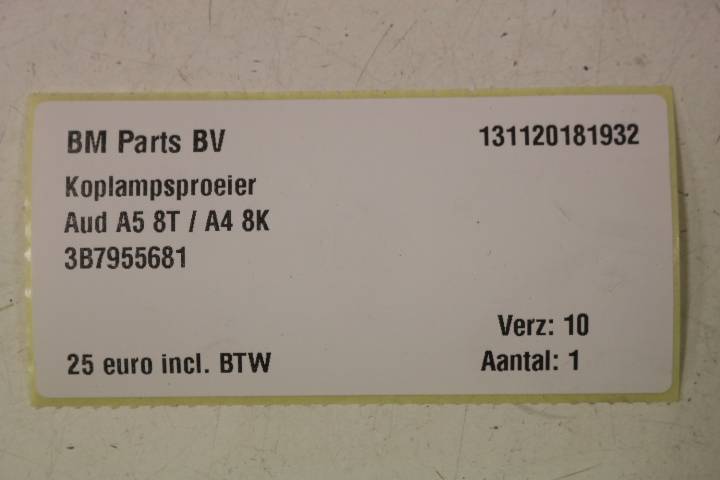 BM Parts BV 131120181932
Koplampsproeier
Aud A5 8T / A4 8K
3B7955681
Verz: 10
25 euro incl. BTW Aantal: 1